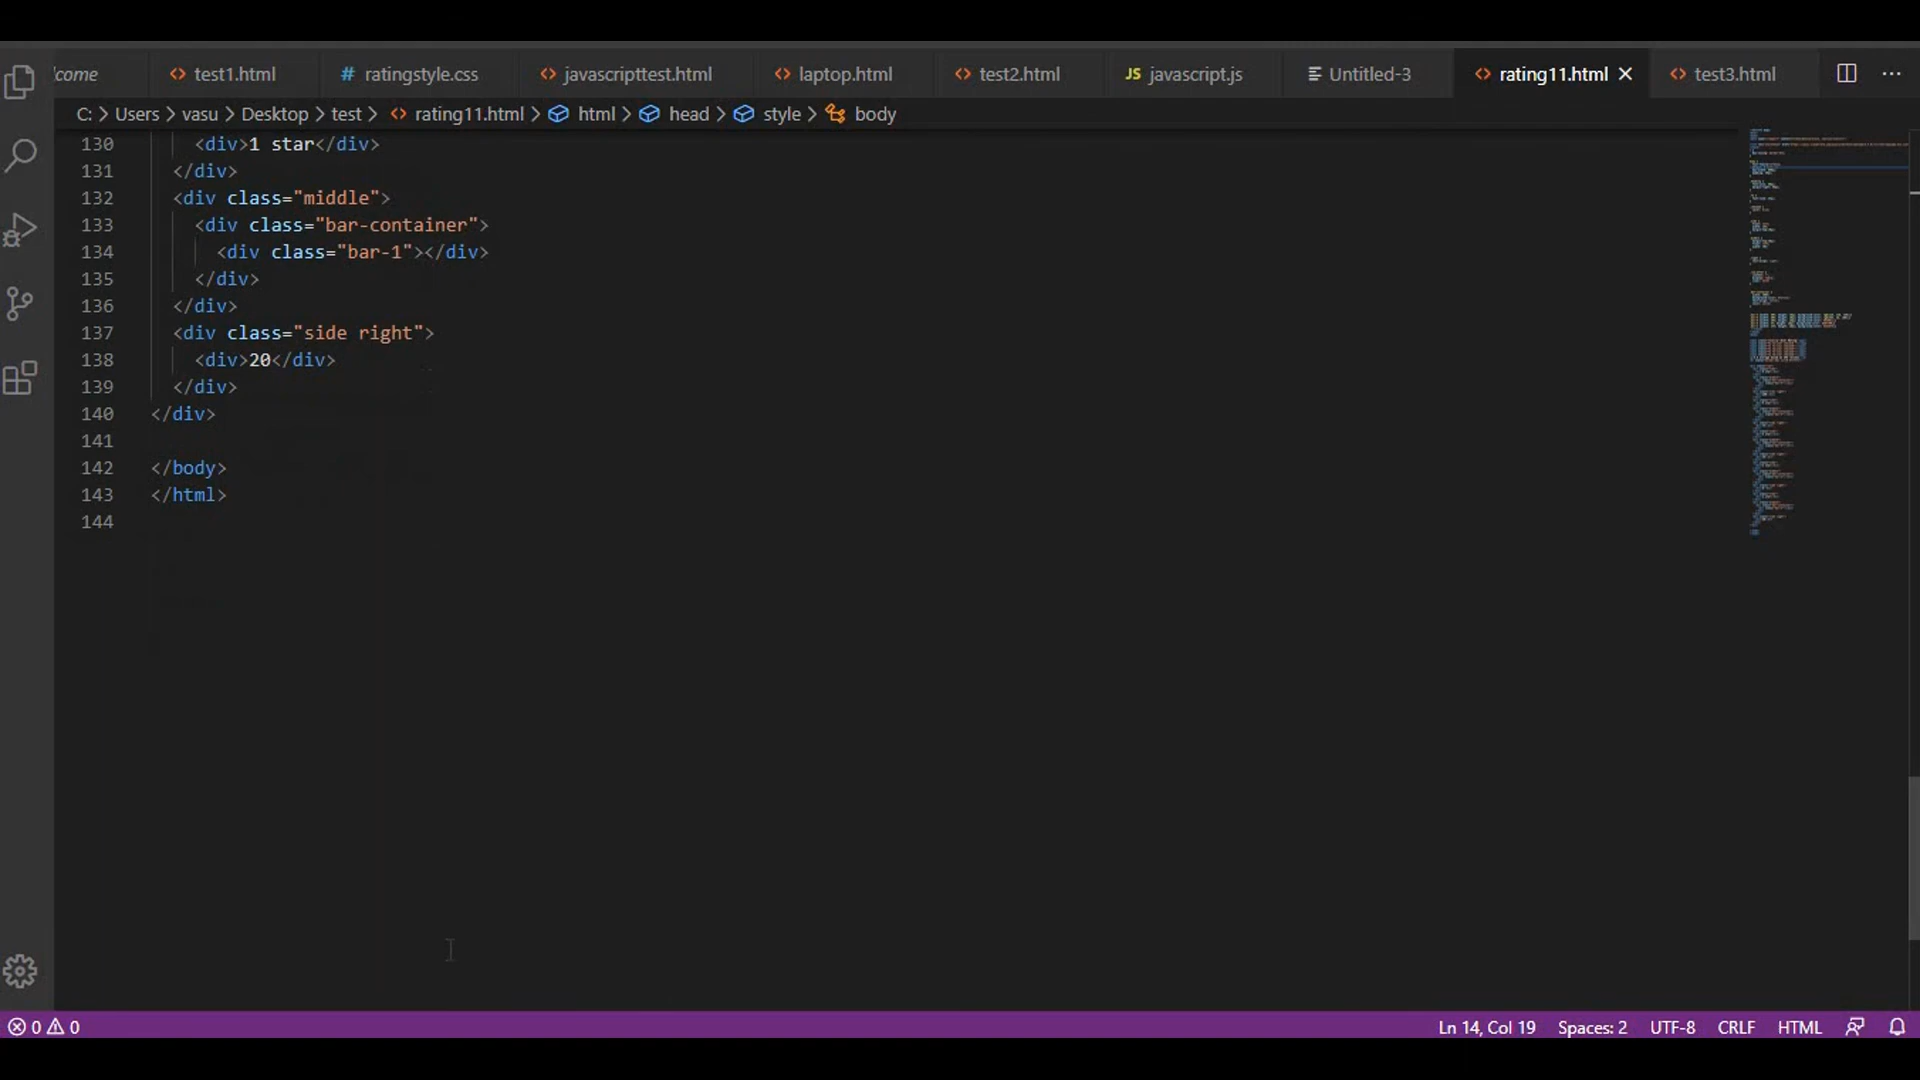 lcome test1.html # ratingstyle.css javascripttest.html laptop.html test2.html JS javascript.js Untitled-3 rating11.html test3.html
C: > Users > vasu > Desktop > test > rating11.html > html > head > style > body
130 <div>1 star</div>
131 </div>
132 <div class="middle">
133 <div class="bar-container">
134 <div class="bar-1"></div>
135 </div>
136 </div>
137 <div class="side right">
138 <div>20</div>
139 </div>
140 </div>
141
142 </body>
143 </html>
144
0 0 Ln 14, Col 19 Spaces: 2 UTF-8 CRLF HTML